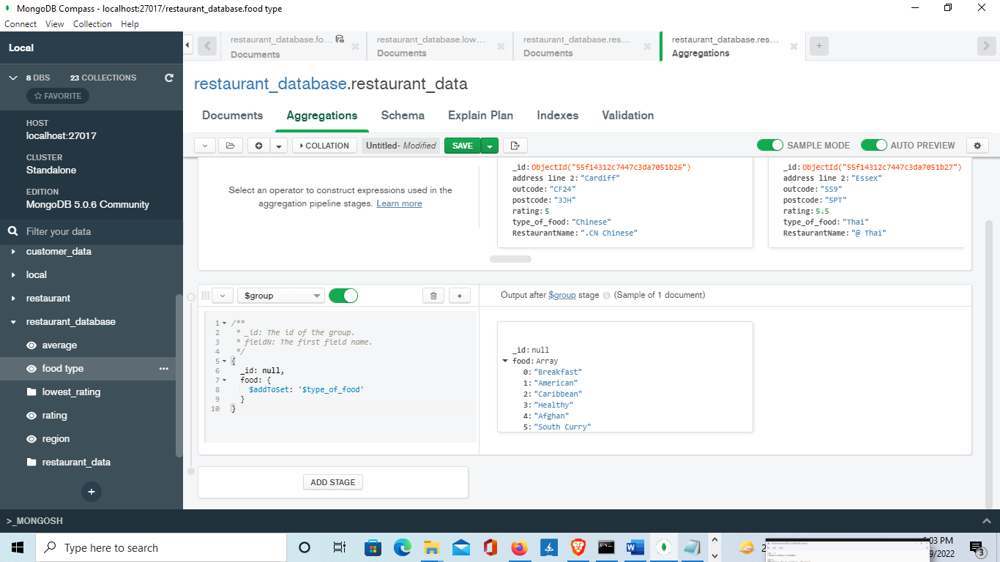 MongoDB Compass - localhost:27017/restaurant_database.food type
Connect View Collection Help
Local
restaurant_database.fo...
Documents
restaurant_database.low...
Documents
restaurant_database.res...
Documents
restaurant_database.res...
Aggregations
8 DBS 23 COLLECTIONS
FAVORITE
HOST
localhost:27017
CLUSTER
Standalone
EDITION
MongoDB 5.0.6 Community
Filter your data
customer_data
local
restaurant
restaurant_database
average
food type
lowest_rating
rating
region
restaurant_data
restaurant_database.restaurant_data
Documents Aggregations Schema Explain Plan Indexes Validation
COLLATION Untitled- Modified SAVE SAMPLE MODE AUTO PREVIEW
Select an operator to construct expressions used in the
aggregation pipeline stages. Learn more
_id: ObjectId("55f14312c7447c3da7051b26")
address line 2: "Cardiff"
outcode: "CF24"
postcode: "3JH"
rating: 5
type_of_food: "Chinese"
RestaurantName: ".CN Chinese"
_id: ObjectId("55f14312c7447c3da7051b27")
address line 2: "Essex"
outcode: "SS9"
postcode: "5PT"
rating: 5.5
type_of_food: "Thai"
RestaurantName: "@ Thai"
$group
Output after $group stage (Sample of 1 document)
1 /**
2 * _id: The id of the group.
3 * fieldN: The first field name.
4 */
5 {
6 _id: null,
7 food: {
8 $addToSet: '$type_of_food'
9 }
10 }
_id: null
food: Array
0: "Breakfast"
1: "American"
2: "Caribbean"
3: "Healthy"
4: "Afghan"
5: "South Curry"
ADD STAGE
>_MONGOSH
Type here to search
:03 PM
9/2022
3